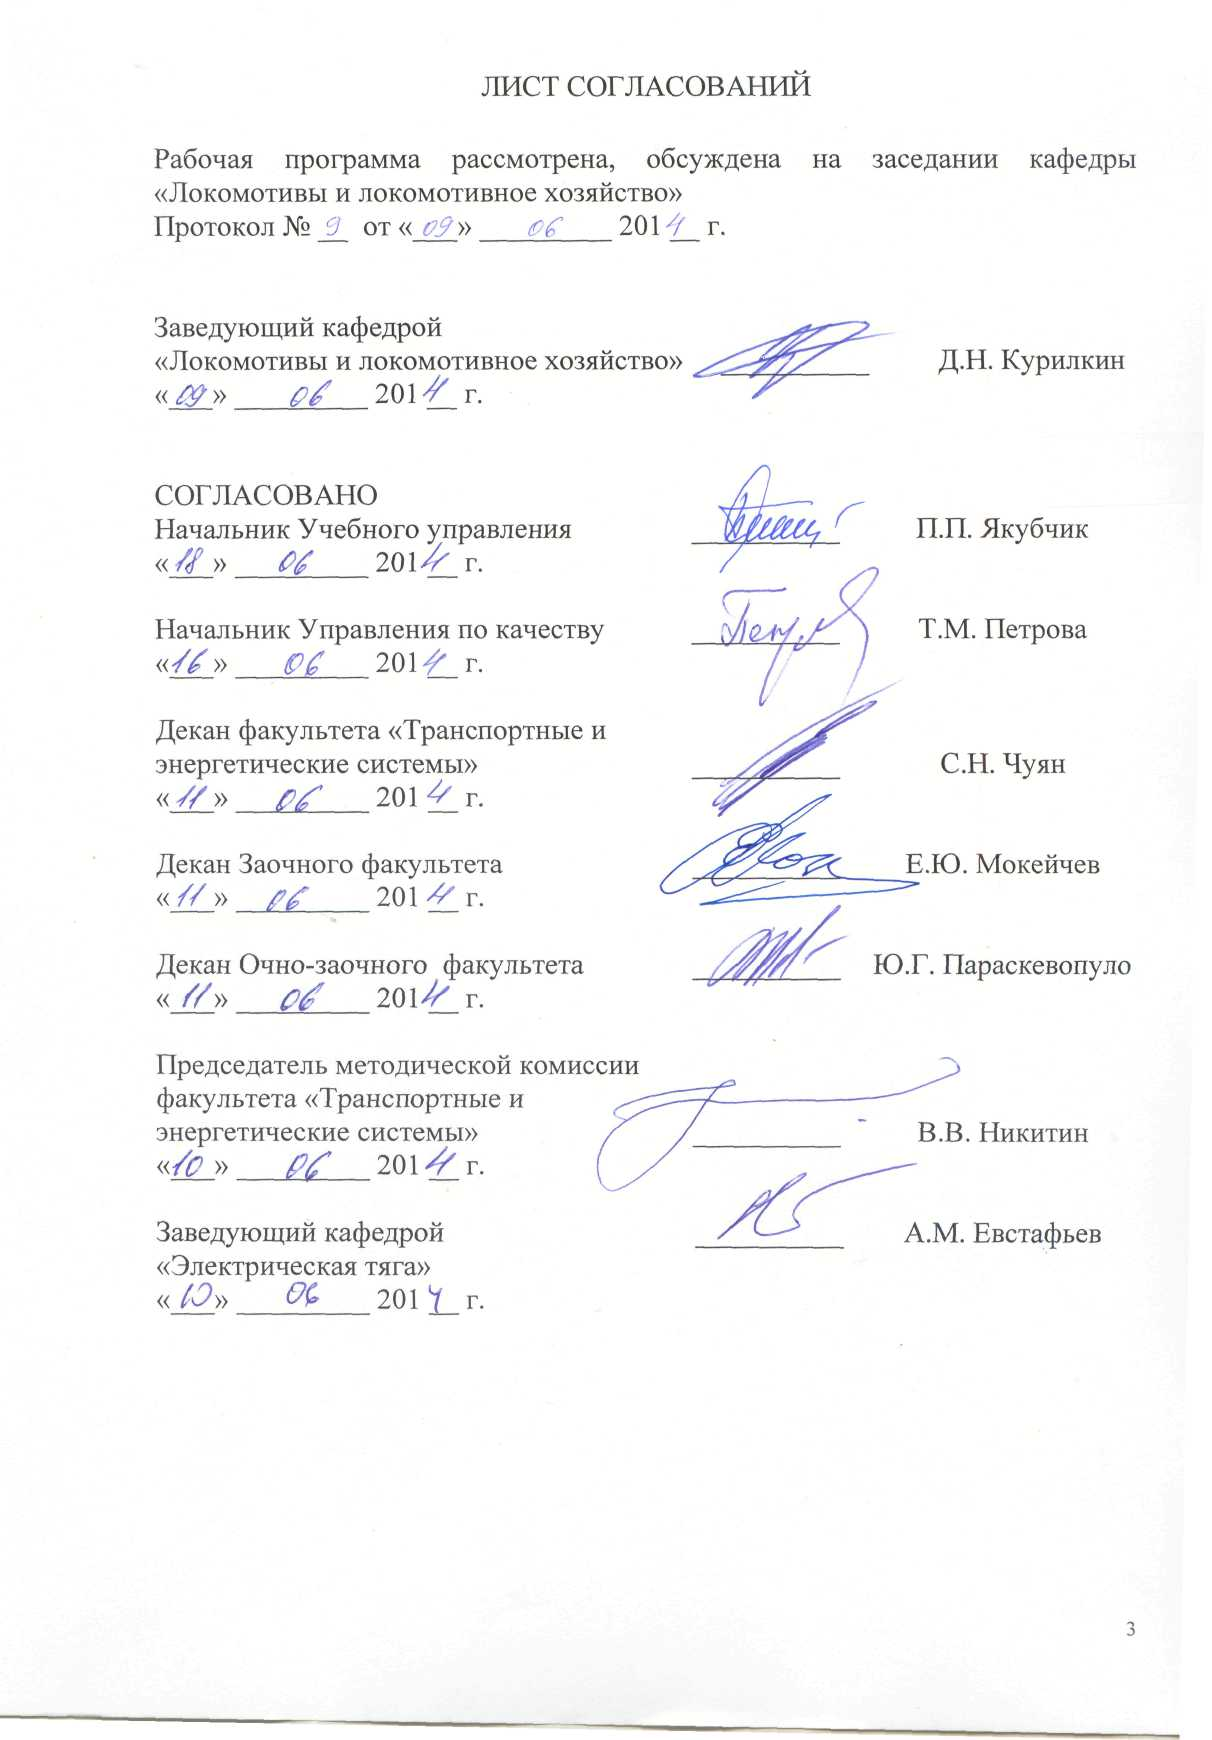 ЛИСТ СОГЛАСОВАНИЙ
Рабочая программа рассмотрена, обсуждена на заседании кафедры
«Локомотивы и локомотивное хозяйство»
Протокол № 9 от «09» 06 2014 г.
Заведующий кафедрой
«Локомотивы и локомотивное хозяйство» Д.Н. Курилкин
«09» 06 2014 г.
СОГЛАСОВАНО
Начальник Учебного управления П.П. Якубчик
«18» 06 2014 г.
Начальник Управления по качеству Т.М. Петрова
«16» 06 2014 г.
Декан факультета «Транспортные и
энергетические системы» С.Н. Чуян
«11» 06 2014 г.
Декан Заочного факультета Е.Ю. Мокейчев
«11» 06 2014 г.
Декан Очно-заочного факультета Ю.Г. Параскевопуло
«11» 06 2014 г.
Председатель методической комиссии
факультета «Транспортные и
энергетические системы» В.В. Никитин
«10» 06 2014 г.
Заведующий кафедрой А.М. Евстафьев
«Электрическая тяга»
«10» 06 2014 г.
3